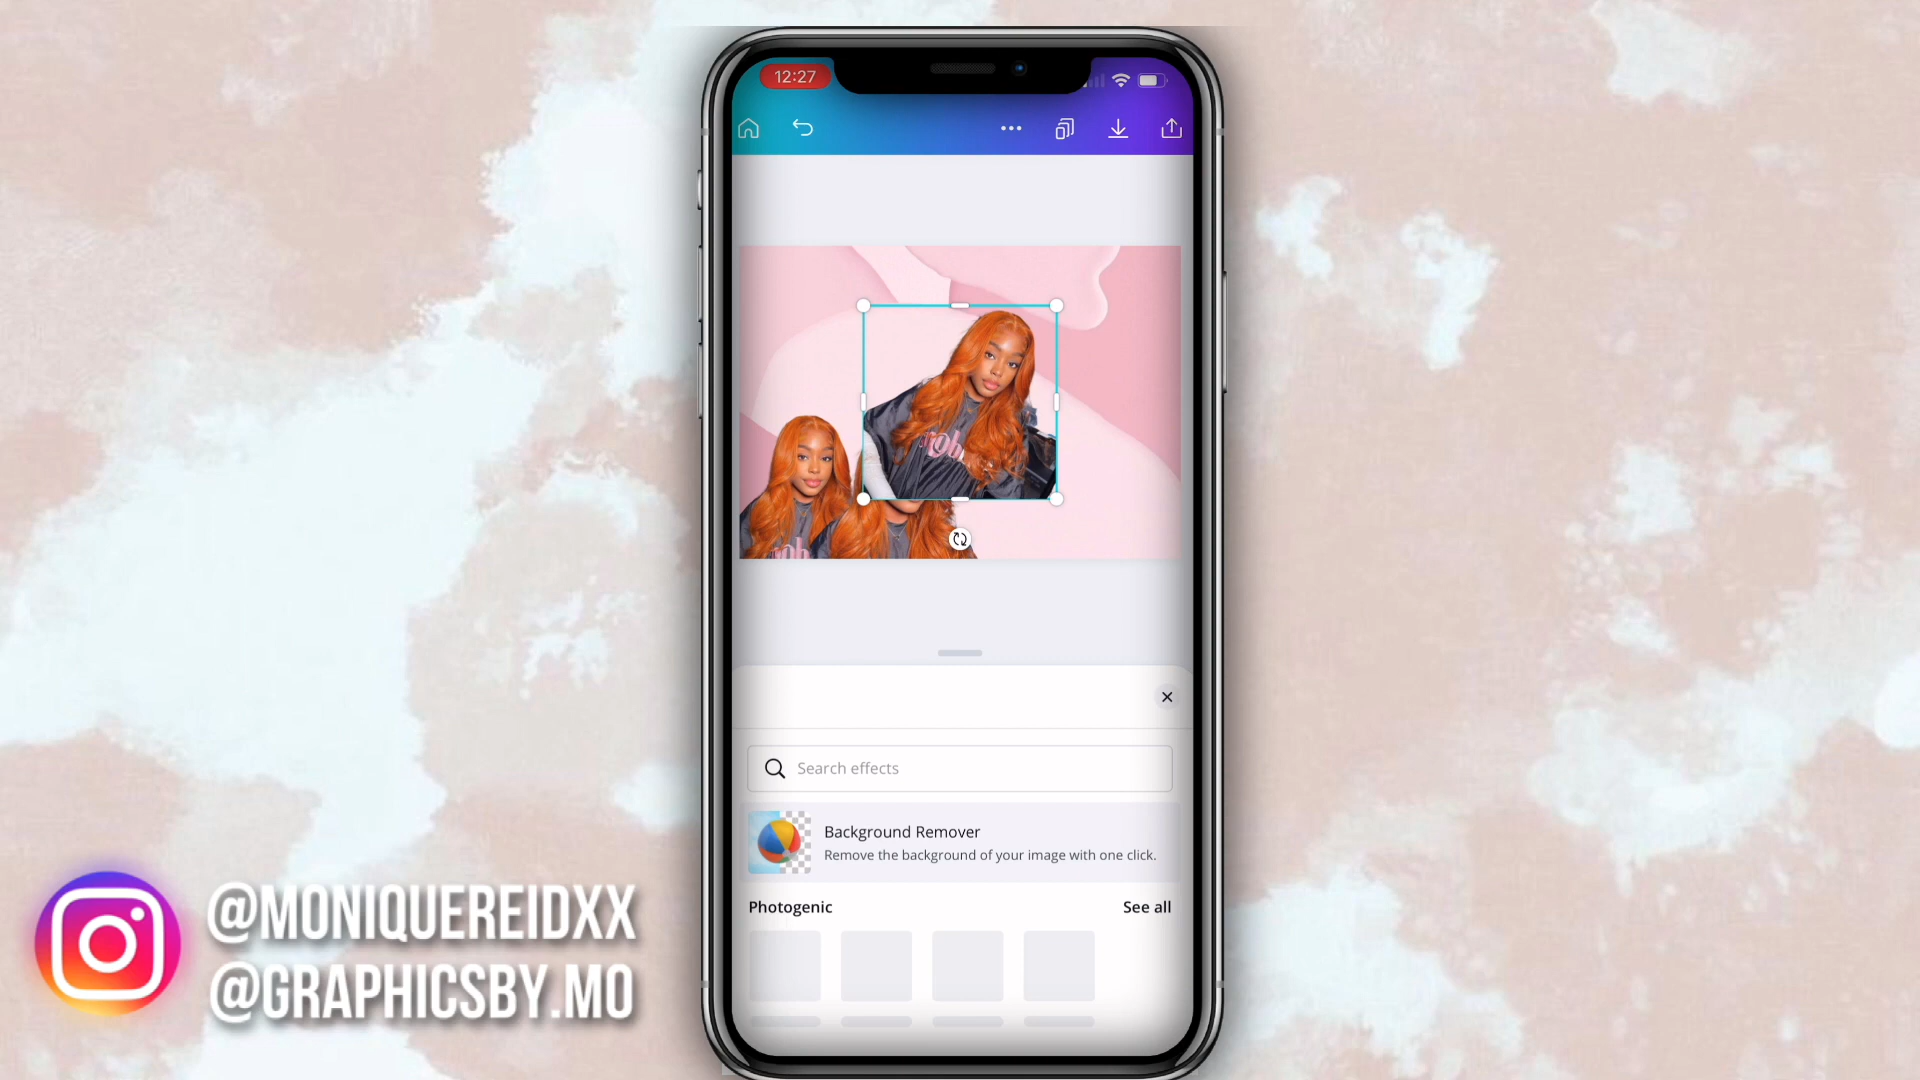 12:27
Search effects
Background Remover
Remove the background of your image with one click.
Photogenic
See all
@MONIQUEREIDXX
@GRAPHICSBY.MO